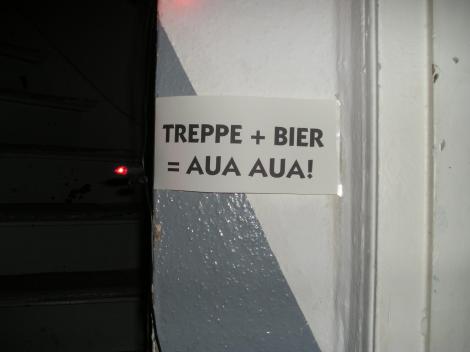 TREPPE + BIER
= AUA AUA!